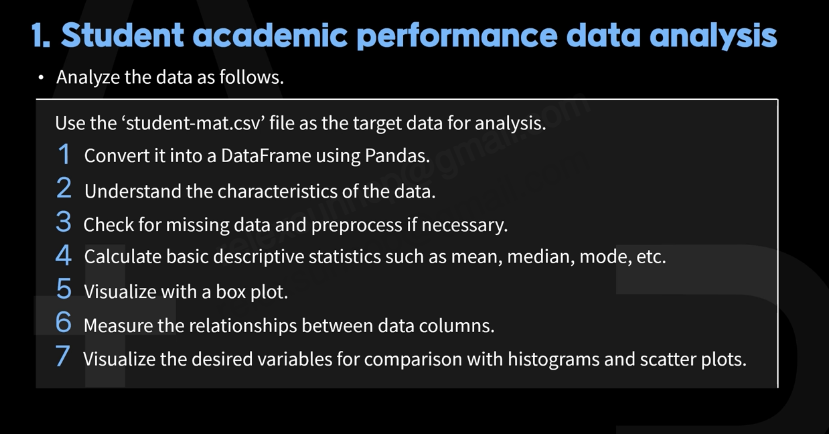 1. Student academic performance data analysis
• Analyze the data as follows.
Use the ‘student-mat.csv’ file as the target data for analysis.
1 Convert it into a DataFrame using Pandas.
2 Understand the characteristics of the data.
3 Check for missing data and preprocess if necessary.
4 Calculate basic descriptive statistics such as mean, median, mode, etc.
5 Visualize with a box plot.
6 Measure the relationships between data columns.
7 Visualize the desired variables for comparison with histograms and scatter plots.